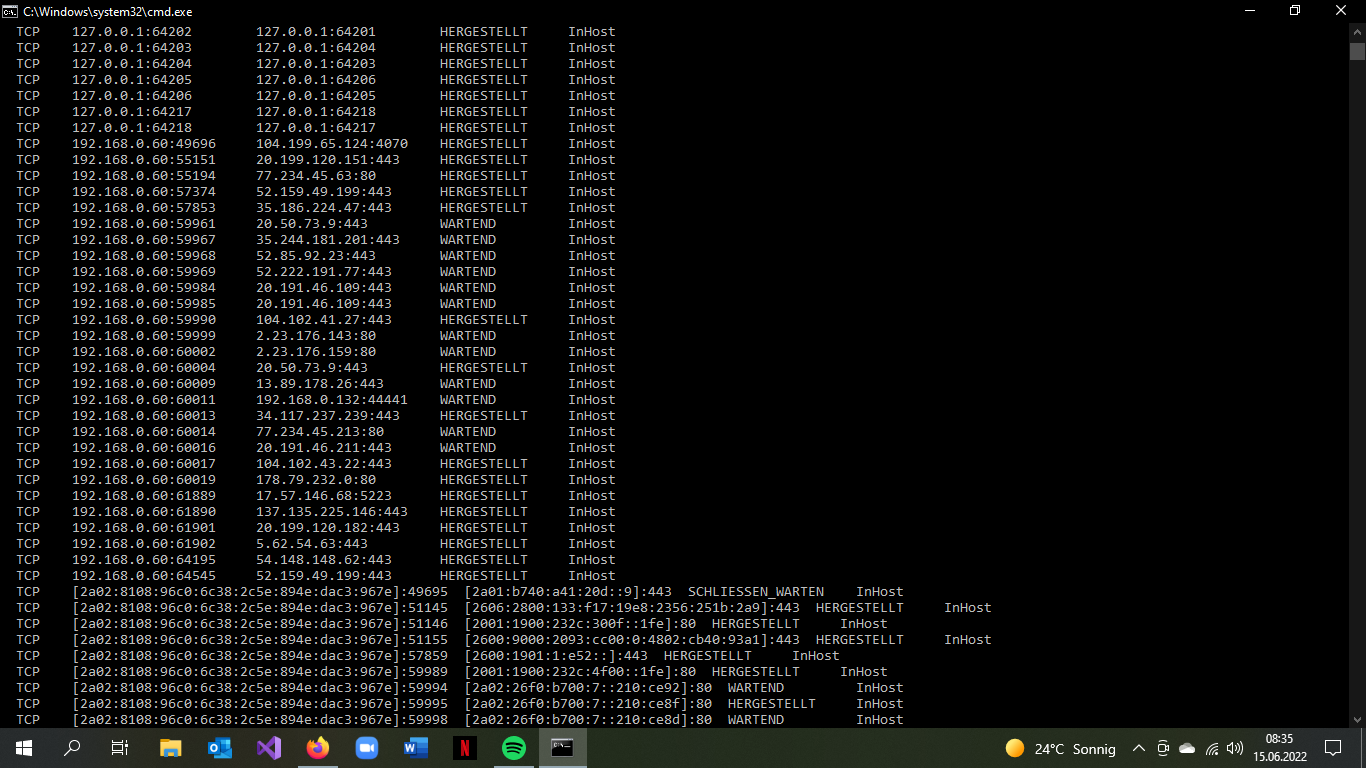 C:\Windows\system32\cmd.exe
TCP 127.0.0.1:64202 127.0.0.1:64201 HERGESTELLT InHost
TCP 127.0.0.1:64203 127.0.0.1:64204 HERGESTELLT InHost
TCP 127.0.0.1:64204 127.0.0.1:64203 HERGESTELLT InHost
TCP 127.0.0.1:64205 127.0.0.1:64206 HERGESTELLT InHost
TCP 127.0.0.1:64206 127.0.0.1:64205 HERGESTELLT InHost
TCP 127.0.0.1:64217 127.0.0.1:64218 HERGESTELLT InHost
TCP 127.0.0.1:64218 127.0.0.1:64217 HERGESTELLT InHost
TCP 192.168.0.60:49696 104.199.65.124:4070 HERGESTELLT InHost
TCP 192.168.0.60:55151 20.199.120.151:443 HERGESTELLT InHost
TCP 192.168.0.60:55194 77.234.45.63:80 HERGESTELLT InHost
TCP 192.168.0.60:57374 52.159.49.199:443 HERGESTELLT InHost
TCP 192.168.0.60:57853 35.186.224.47:443 HERGESTELLT InHost
TCP 192.168.0.60:59961 20.50.73.9:443 WARTEND InHost
TCP 192.168.0.60:59967 35.244.181.201:443 WARTEND InHost
TCP 192.168.0.60:59968 52.85.92.23:443 WARTEND InHost
TCP 192.168.0.60:59969 52.222.191.77:443 WARTEND InHost
TCP 192.168.0.60:59984 20.191.46.109:443 WARTEND InHost
TCP 192.168.0.60:59985 20.191.46.109:443 WARTEND InHost
TCP 192.168.0.60:59990 104.102.41.27:443 HERGESTELLT InHost
TCP 192.168.0.60:59999 2.23.176.143:80 WARTEND InHost
TCP 192.168.0.60:60002 2.23.176.159:80 WARTEND InHost
TCP 192.168.0.60:60004 20.50.73.9:443 HERGESTELLT InHost
TCP 192.168.0.60:60009 13.89.178.26:443 WARTEND InHost
TCP 192.168.0.60:60011 192.168.0.132:44441 WARTEND InHost
TCP 192.168.0.60:60013 34.117.237.239:443 HERGESTELLT InHost
TCP 192.168.0.60:60014 77.234.45.213:80 WARTEND InHost
TCP 192.168.0.60:60016 20.191.46.211:443 WARTEND InHost
TCP 192.168.0.60:60017 104.102.43.22:443 HERGESTELLT InHost
TCP 192.168.0.60:60019 178.79.232.0:80 HERGESTELLT InHost
TCP 192.168.0.60:61889 17.57.146.68:5223 HERGESTELLT InHost
TCP 192.168.0.60:61890 137.135.225.146:443 HERGESTELLT InHost
TCP 192.168.0.60:61901 20.199.120.182:443 HERGESTELLT InHost
TCP 192.168.0.60:61902 5.62.54.63:443 HERGESTELLT InHost
TCP 192.168.0.60:64195 54.148.148.62:443 HERGESTELLT InHost
TCP 192.168.0.60:64545 52.159.49.199:443 HERGESTELLT InHost
TCP [2a02:8108:96c0:6c38:2c5e:894e:dac3:967e]:49695 [2a01:b740:a41:20d::9]:443 SCHLIESSEN_WARTEN InHost
TCP [2a02:8108:96c0:6c38:2c5e:894e:dac3:967e]:51145 [2606:2800:133:f17:19e8:2356:251b:2a9]:443 HERGESTELLT InHost
TCP [2a02:8108:96c0:6c38:2c5e:894e:dac3:967e]:51146 [2001:1900:232c:300f::1fe]:80 HERGESTELLT InHost
TCP [2a02:8108:96c0:6c38:2c5e:894e:dac3:967e]:51155 [2600:9000:2093:cc00:0:4802:cb40:93a1]:443 HERGESTELLT InHost
TCP [2a02:8108:96c0:6c38:2c5e:894e:dac3:967e]:57859 [2600:1901:1:e52::]:443 HERGESTELLT InHost
TCP [2a02:8108:96c0:6c38:2c5e:894e:dac3:967e]:59989 [2001:1900:232c:4f00::1fe]:80 HERGESTELLT InHost
TCP [2a02:8108:96c0:6c38:2c5e:894e:dac3:967e]:59994 [2a02:26f0:b700:7::210:ce92]:80 WARTEND InHost
TCP [2a02:8108:96c0:6c38:2c5e:894e:dac3:967e]:59995 [2a02:26f0:b700:7::210:ce8f]:80 HERGESTELLT InHost
TCP [2a02:8108:96c0:6c38:2c5e:894e:dac3:967e]:59998 [2a02:26f0:b700:7::210:ce8d]:80 WARTEND InHost
24°C Sonnig
08:35
15.06.2022